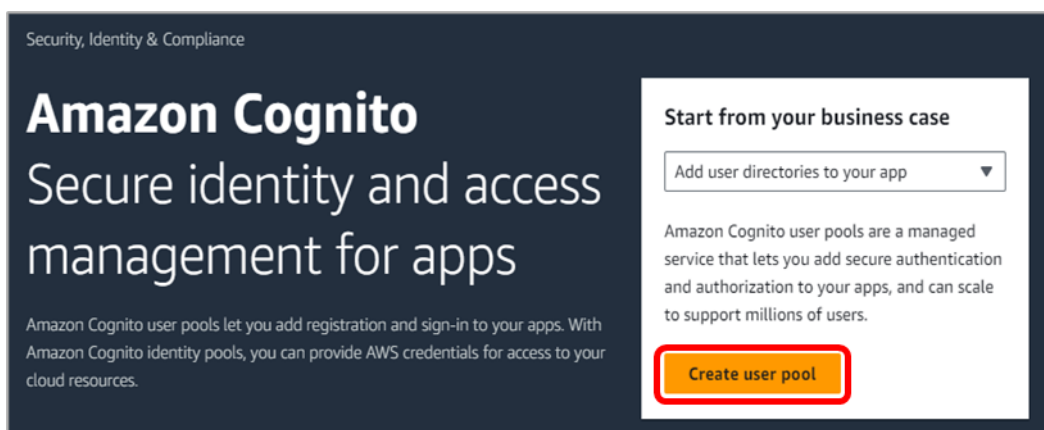 Security, Identity & Compliance
Amazon Cognito
Secure identity and access
management for apps
Amazon Cognito user pools let you add registration and sign-in to your apps. With
Amazon Cognito identity pools, you can provide AWS credentials for access to your
cloud resources.
Start from your business case
Add user directories to your app
Amazon Cognito user pools are a managed
service that lets you add secure authentication
and authorization to your apps, and can scale
to support millions of users.
Create user pool